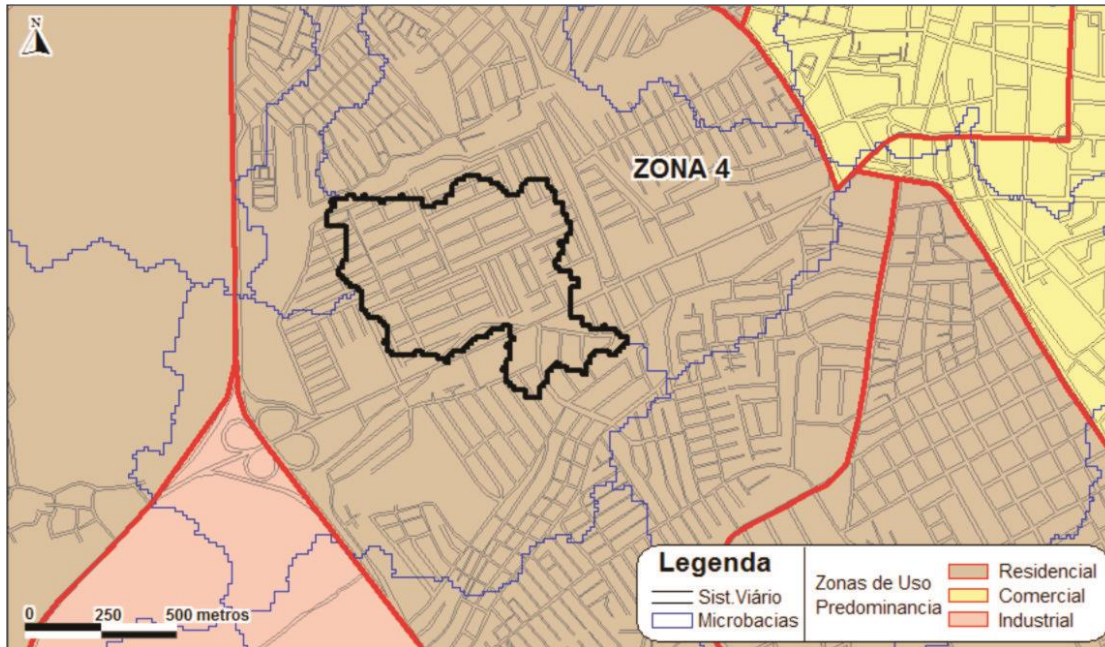 N
ZONA 4
0 250 500 metros
Legenda
Sist.Viário
Microbacias
Zonas de Uso
Predominancia
Residencial
Comercial
Industrial